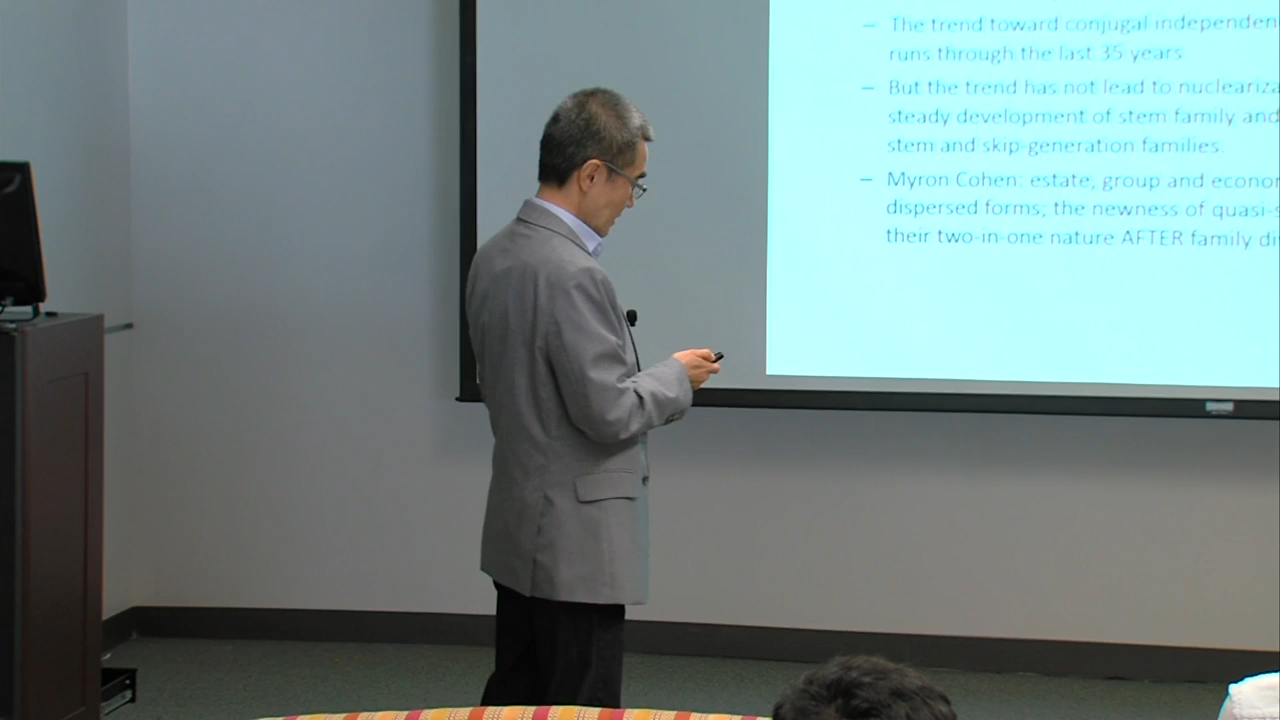 – The trend toward conjugal independen
runs through the last 35 years
– But the trend has not lead to nucleariza
steady development of stem family and
stem and skip-generation families.
– Myron Cohen: estate, group and econor
dispersed forms; the newness of quasi-s
their two-in-one nature AFTER family di